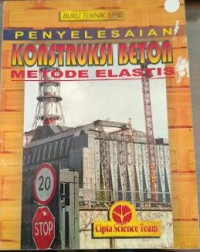 BUKU TEKNIK SIPIL
PENYELESAIAN
KONSTRUKSI BETON
METODE ELASTIS
20
STOP
Cipta Science Team